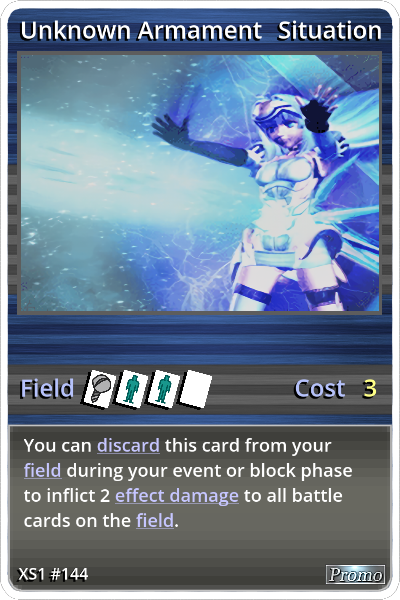 Unknown Armament Situation
Field Cost 3
You can discard this card from your
field during your event or block phase
to inflict 2 effect damage to all battle
cards on the field.
XS1 #144 Promo